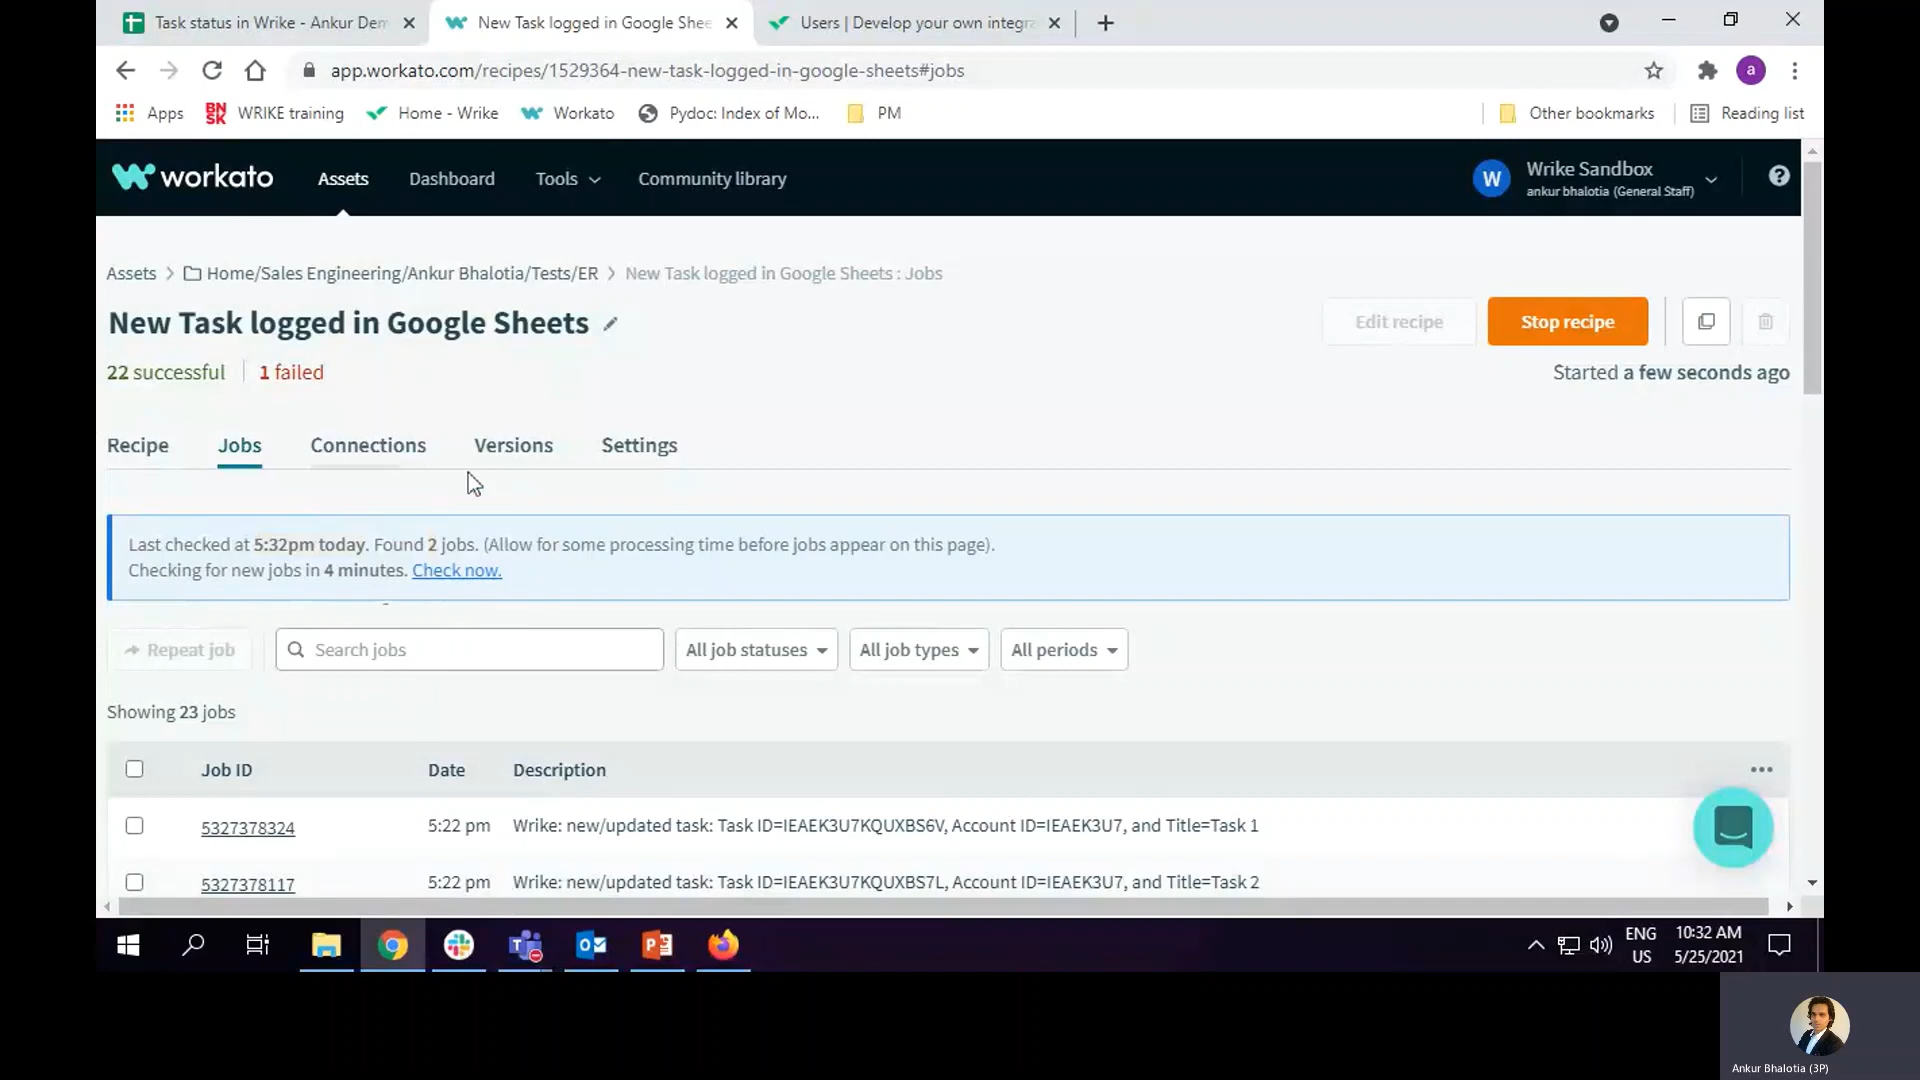 Task status in Wrike - Ankur Dem
New Task logged in Google Shee
Users | Develop your own integra
app.workato.com/recipes/1529364-new-task-logged-in-google-sheets#jobs
a
Apps
BN SK
WRIKE training
Home - Wrike
Workato
Pydoc: Index of Mo...
PM
Other bookmarks
Reading list
workato
Assets
Dashboard
Tools
Community library
W
Wrike Sandbox
ankur bhalotia (General Staff)
?
Assets > Home/Sales Engineering/Ankur Bhalotia/Tests/ER > New Task logged in Google Sheets : Jobs
New Task logged in Google Sheets
Edit recipe
Stop recipe
22 successful
1 failed
Started a few seconds ago
Recipe
Jobs
Connections
Versions
Settings
Last checked at 5:32pm today. Found 2 jobs. (Allow for some processing time before jobs appear on this page).
Checking for new jobs in 4 minutes. Check now.
Repeat job
Search jobs
All job statuses
All job types
All periods
Showing 23 jobs
Job ID
Date
Description
5327378324
5:22 pm
Wrike: new/updated task: Task ID=IEAEK3U7KQUXBS6V, Account ID=IEAEK3U7, and Title=Task 1
5327378117
5:22 pm
Wrike: new/updated task: Task ID=IEAEK3U7KQUXBS7L, Account ID=IEAEK3U7, and Title=Task 2
ENG
US
10:32 AM
5/25/2021
Ankur Bhalotia (3P)